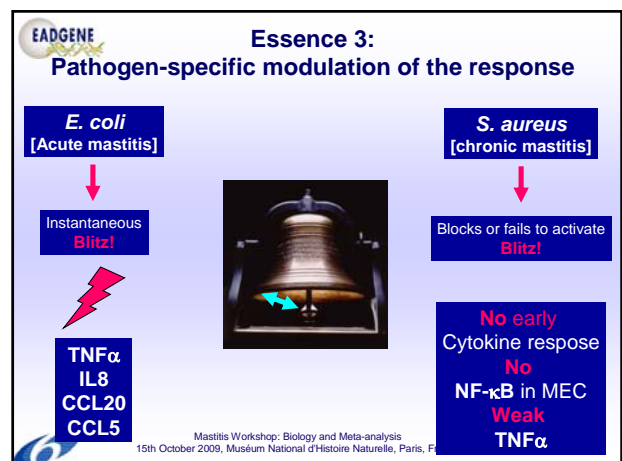 EADGENE
Essence 3:
Pathogen-specific modulation of the response
E. coli
[Acute mastitis]
Instantaneous
Blitz!
TNFα
IL8
CCL20
CCL5
S. aureus
[chronic mastitis]
Blocks or fails to activate
Blitz!
No early
Cytokine respose
No
NF-κB in MEC
Weak
TNFα
Mastitis Workshop: Biology and Meta-analysis
15th October 2009, Muséum National d'Histoire Naturelle, Paris,
6